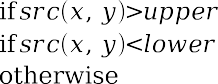 if src(x, y)>upper
if src(x, y)<lower
otherwise